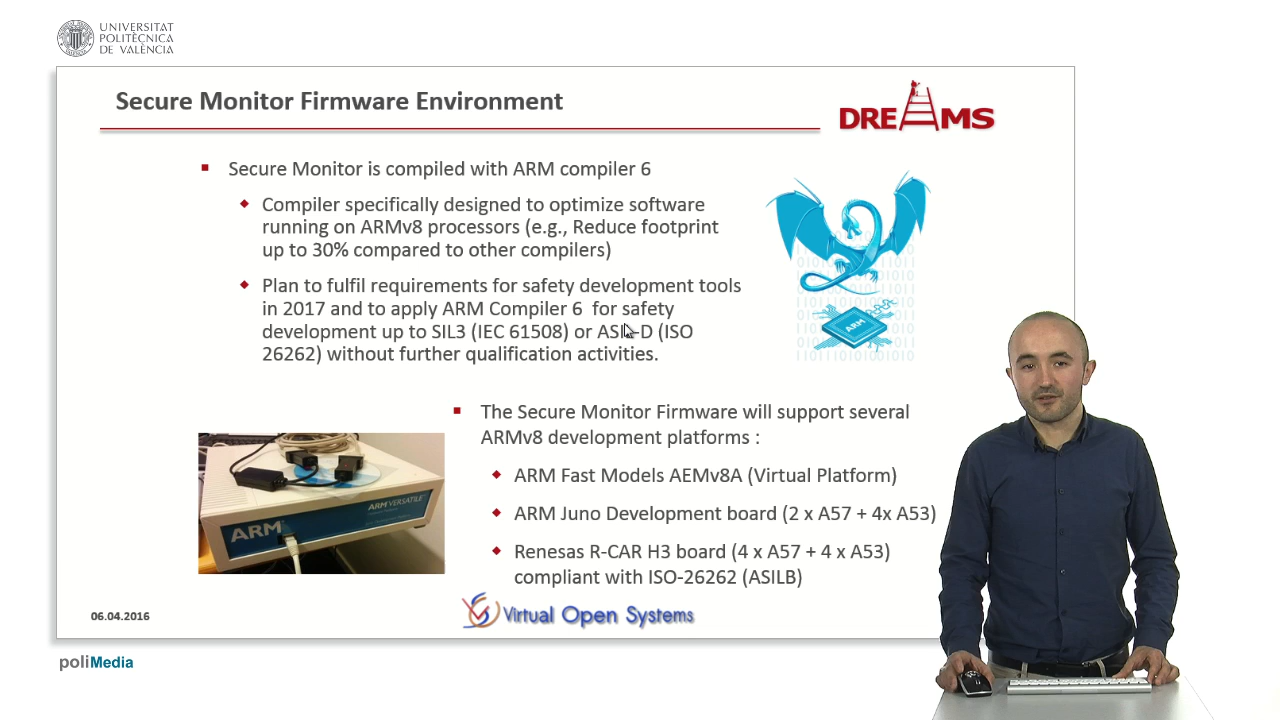 UNIVERSITAT
POLITÈCNICA
DE VALÈNCIA
Secure Monitor Firmware Environment
DREAMS
Secure Monitor is compiled with ARM compiler 6
Compiler specifically designed to optimize software
running on ARMv8 processors (e.g., Reduce footprint
up to 30% compared to other compilers)
Plan to fulfil requirements for safety development tools
in 2017 and to apply ARM Compiler 6 for safety
development up to SIL3 (IEC 61508) or ASIL-D (ISO
26262) without further qualification activities.
ARM
The Secure Monitor Firmware will support several
ARMv8 development platforms :
ARM Fast Models AEMv8A (Virtual Platform)
ARM Juno Development board (2 x A57 + 4x A53)
Renesas R-CAR H3 board (4 x A57 + 4 x A53)
compliant with ISO-26262 (ASILB)
ARM
ARM VERSATILE
Virtual Open Systems
06.04.2016
poliMedia